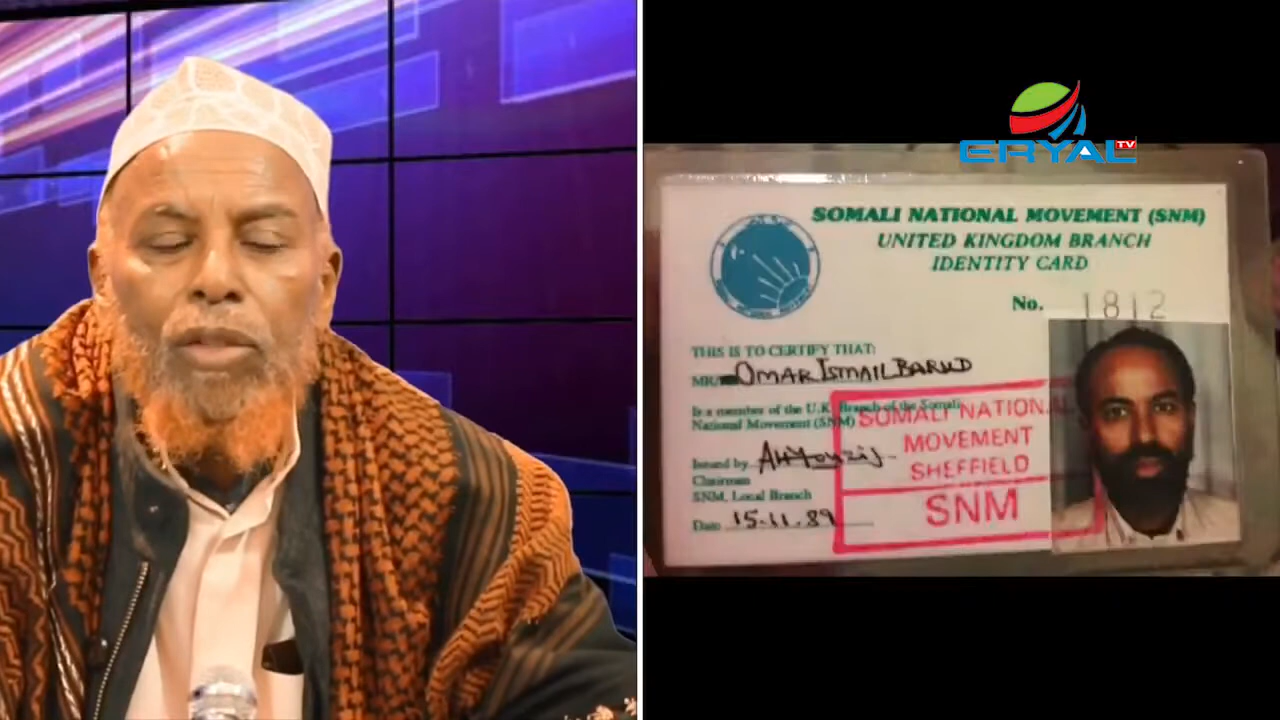 ERYAL TV
SOMALI NATIONAL MOVEMENT (SNM)
UNITED KINGDOM BRANCH
IDENTITY CARD
No. 1812
THIS IS TO CERTIFY THAT:
MR OMAR ISMAIL BARUD
Is a member of the U.K. Branch of the Somali
National Movement (SNM)
Issued by
Chairman
SNM, Local Branch
Date 15.11.89
SOMALI NATIONAL
MOVEMENT
SHEFFIELD
SNM